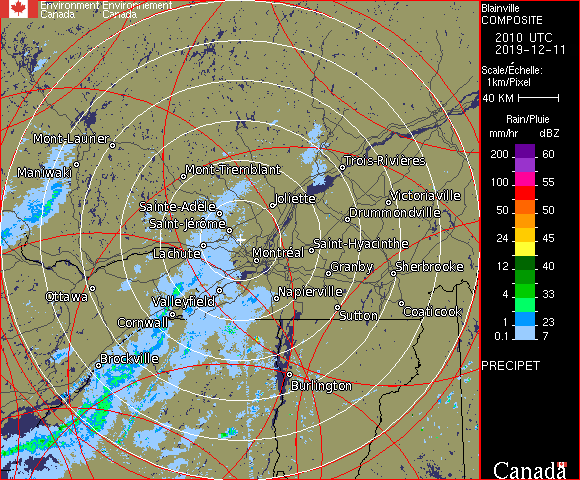 Environment Environnement
Canada Canada
Blainville
COMPOSITE
2010 UTC
2019-12-11
Scale/Échelle:
1km/Pixel
40 KM
Rain/Pluie
mm/hr dBZ
200 60
100 55
50 50
24 45
12 40
4 33
1 23
0.1 7
PRECIPET
Mont-Laurier
Maniwaki
Mont-Tremblant
Trois-Rivières
Sainte-Adèle
Joliette
Victoriaville
Drummondville
Saint-Jérôme
Lachute
Montréal
Saint-Hyacinthe
Granby
Sherbrooke
Ottawa
Valleyfield
Napierville
Cornwall
Sutton
Coaticook
Brockville
Burlington
Canada